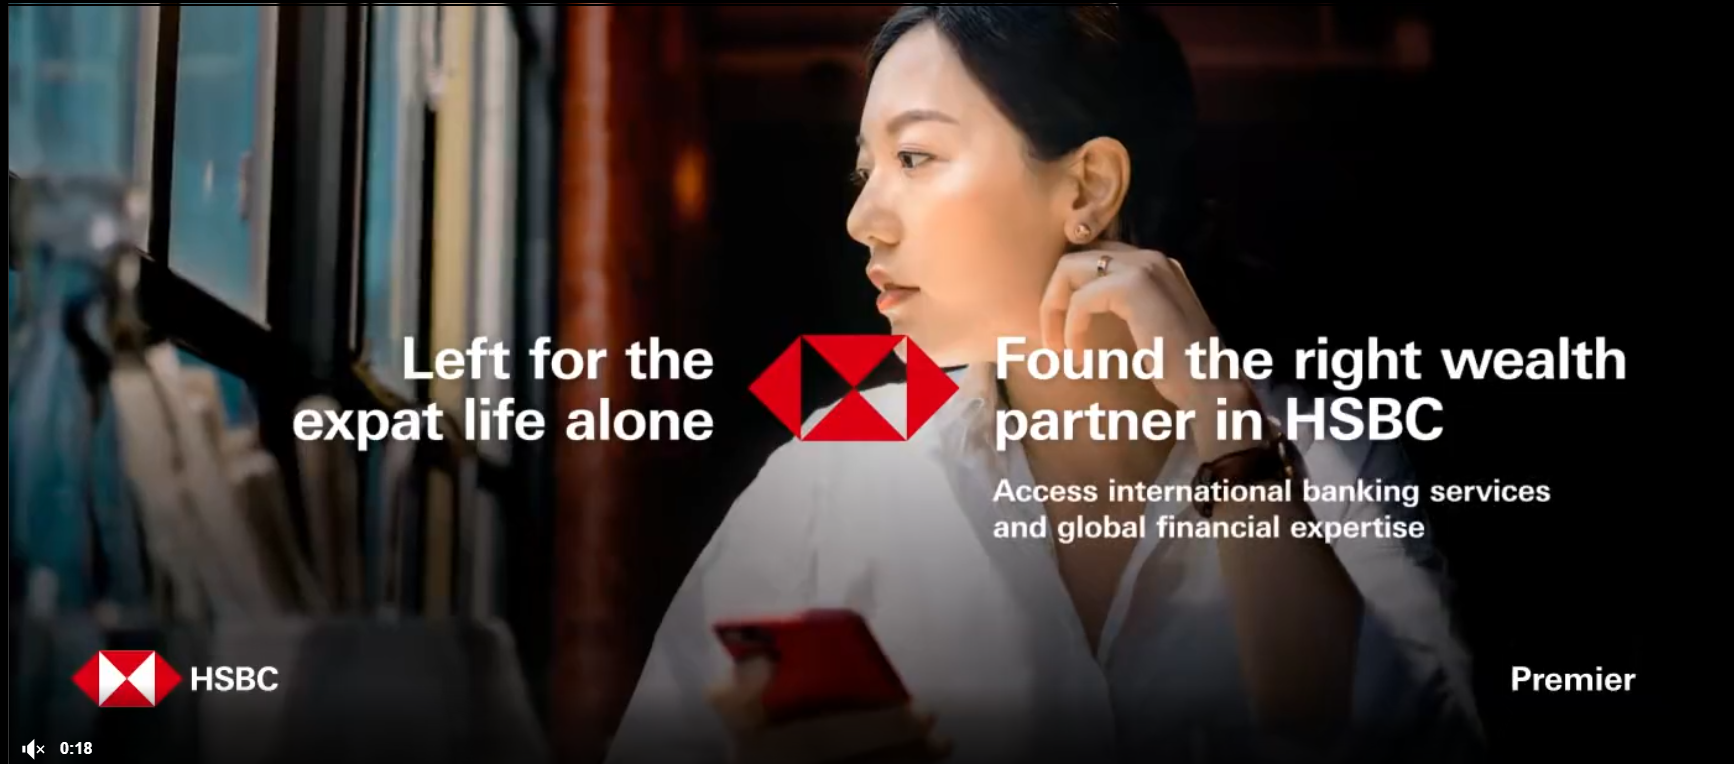 Left for the
expat life alone
Found the right wealth
partner in HSBC
Access international banking services
and global financial expertise
HSBC
Premier
0:18